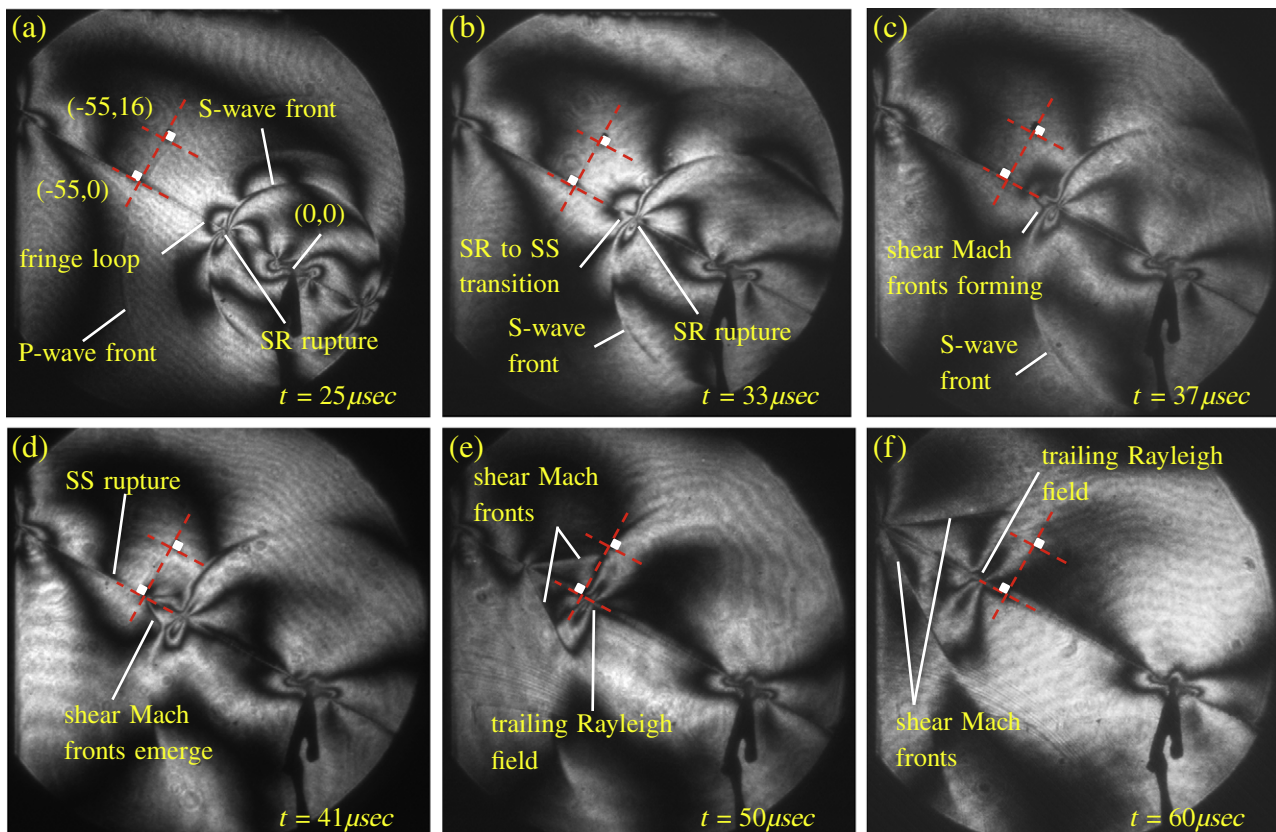 (a)
(-55,16)
S-wave front
(-55,0)
(0,0)
fringe loop
P-wave front
SR rupture
t = 25μsec
(b)
SR to SS
transition
S-wave
front
SR rupture
t = 33μsec
(c)
shear Mach
fronts forming
S-wave
front
t = 37μsec
(d)
SS rupture
shear Mach
fronts emerge
t = 41μsec
(e)
shear Mach
fronts
trailing Rayleigh
field
t = 50μsec
(f)
trailing Rayleigh
field
shear Mach
fronts
t = 60μsec